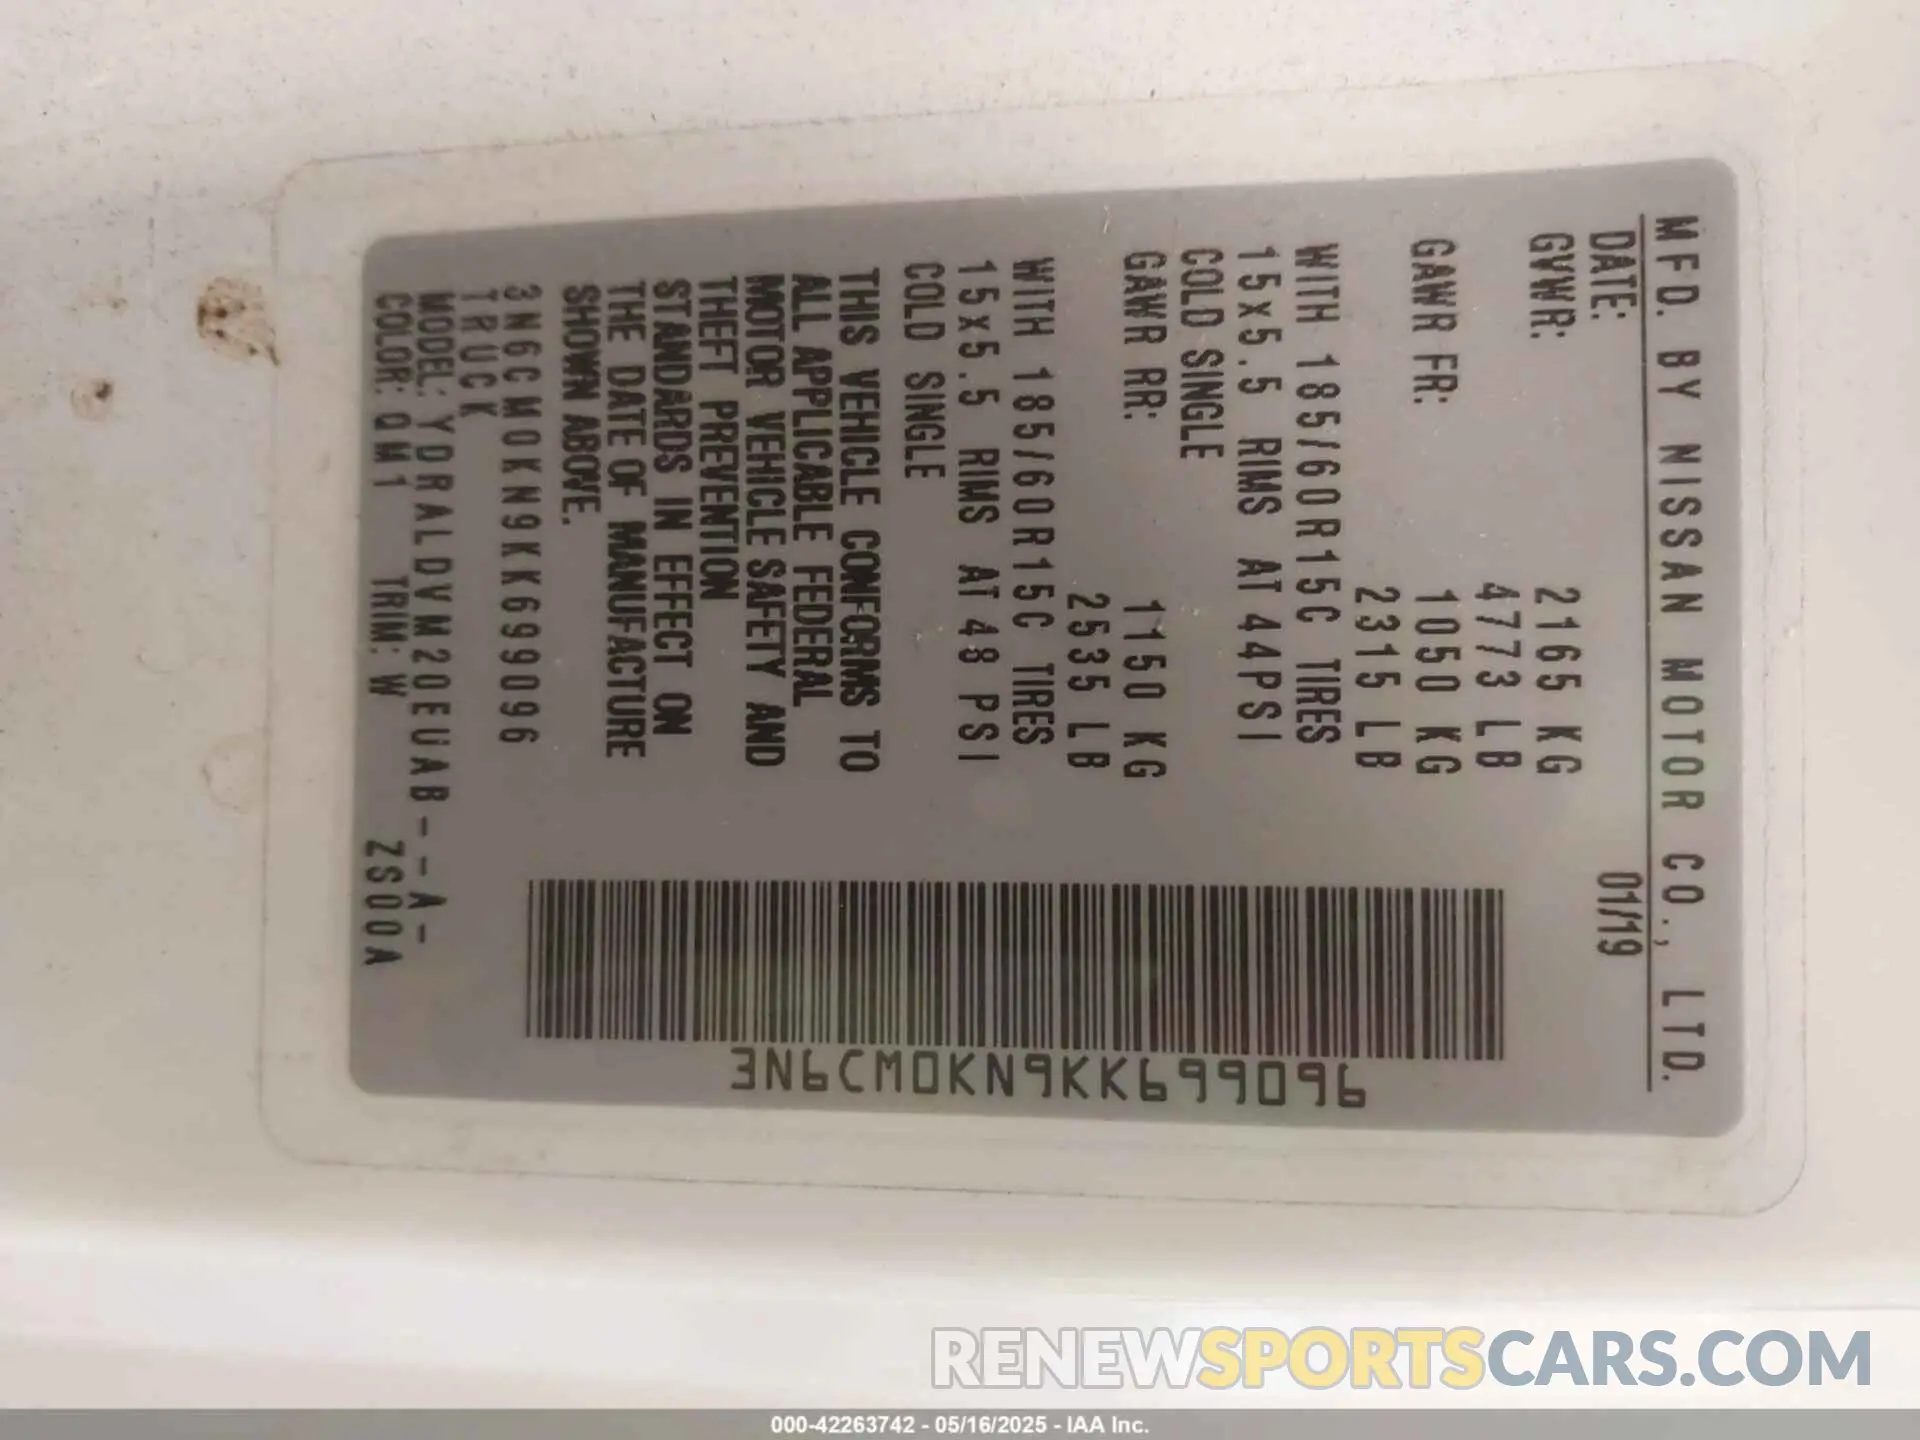 MFD. BY NISSAN MOTOR CO., LTD.
DATE: 01/19
GVWR: 2165 KG
4773 LB
GAWR FR: 1050 KG
2315 LB
WITH 185/60R15C TIRES
15x5.5 RIMS AT 44PSI
COLD SINGLE
GAWR RR: 1150 KG
2535 LB
WITH 185/60R15C TIRES
15x5.5 RIMS AT 48 PSI
COLD SINGLE
THIS VEHICLE CONFORMS TO
ALL APPLICABLE FEDERAL
MOTOR VEHICLE SAFETY AND
THEFT PREVENTION
STANDARDS IN EFFECT ON
THE DATE OF MANUFACTURE
SHOWN ABOVE.
3N6CM0KN9KK699096
TRUCK
MODEL: YDRALDVM20EUAB--A-
COLOR: QM1 TRIM: W ZS00A
3N6CM0KN9KK699096
RENEWSPORTSCARS.COM
000-42263742 - 05/16/2025 - IAA Inc.